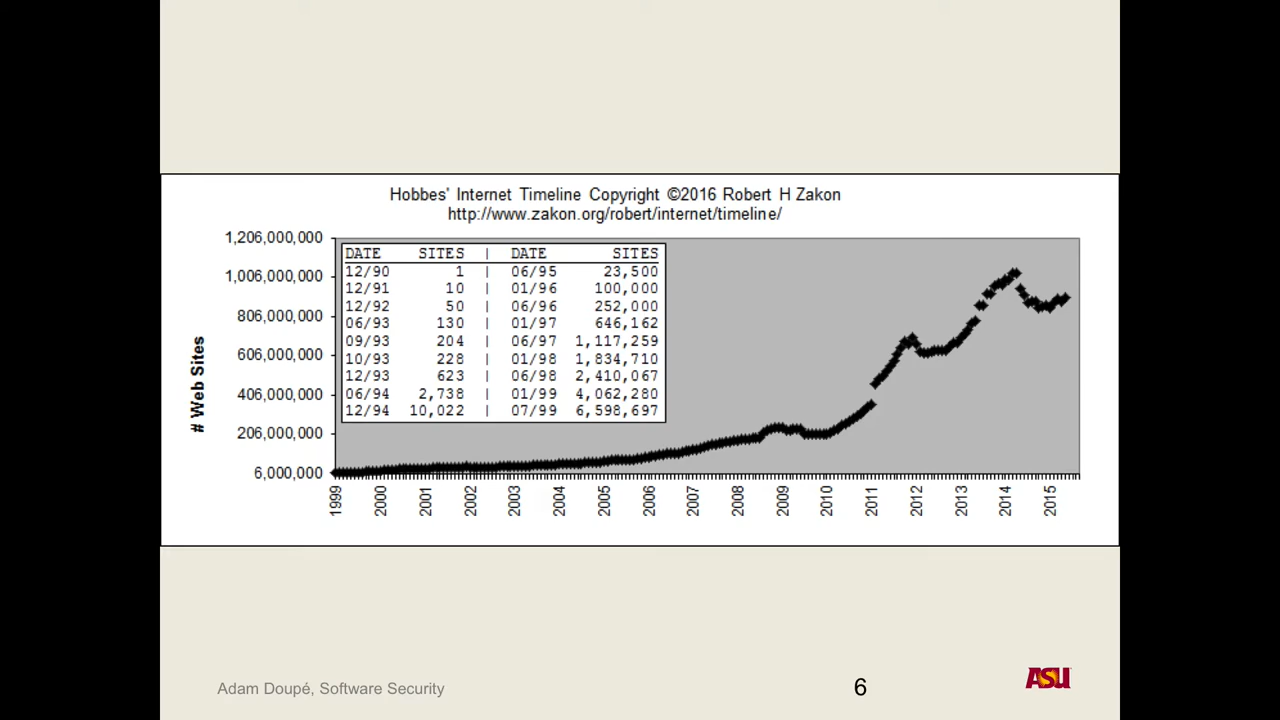 Hobbes' Internet Timeline Copyright ©2016 Robert H Zakon
http://www.zakon.org/robert/internet/timeline/
# Web Sites
1,206,000,000
1,006,000,000
806,000,000
606,000,000
406,000,000
206,000,000
6,000,000
DATE SITES | DATE SITES
12/90 1 | 06/95 23,500
12/91 10 | 01/96 100,000
12/92 50 | 06/96 252,000
06/93 130 | 01/97 646,162
09/93 204 | 06/97 1,117,259
10/93 228 | 01/98 1,834,710
12/93 623 | 06/98 2,410,067
06/94 2,738 | 01/99 4,062,280
12/94 10,022 | 07/99 6,598,697
1999 2000 2001 2002 2003 2004 2005 2006 2007 2008 2009 2010 2011 2012 2013 2014 2015
Adam Doupé, Software Security
6
ASU